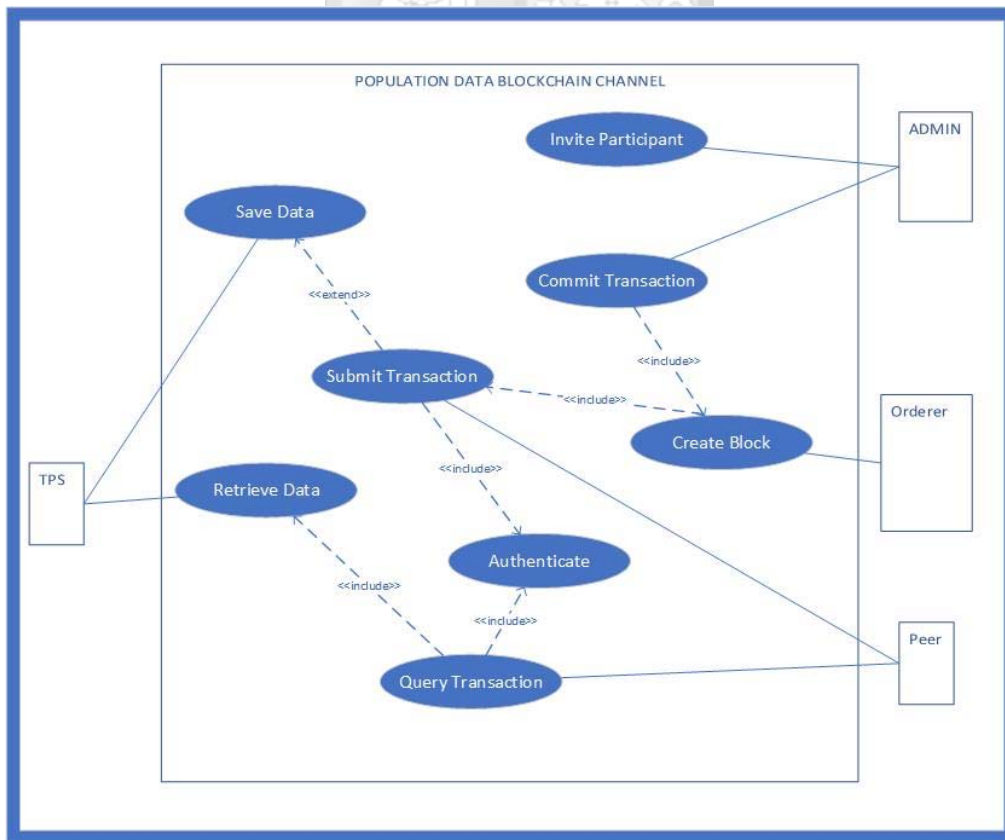 POPULATION DATA BLOCKCHAIN CHANNEL
ADMIN
Invite Participant
Save Data
Commit Transaction
<<extend>>
<<include>>
Submit Transaction
<<include>>
Orderer
Create Block
<<include>>
TPS
Retrieve Data
Authenticate
<<include>>
<<include>>
Peer
Query Transaction